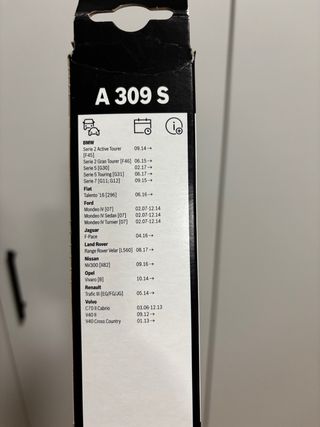 A 309 S
BMW
Serie 2 Active Tourer 09.14→
[F45]
Serie 2 Gran Tourer [F46] 06.15→
Serie 5 [G30] 02.17→
Serie 5 Touring [G31] 06.17→
Serie 7 [G11; G12] 09.15→
Fiat
Talento '16 [296] 06.16→
Ford
Mondeo IV [07] 02.07-12.14
Mondeo IV Sedan [07] 02.07-12.14
Mondeo IV Turnier [07] 02.07-12.14
Jaguar
F-Pace 04.16→
Land Rover
Range Rover Velar [L560] 08.17→
Nissan
NV300 [X82] 09.16→
Opel
Vivaro [B] 10.14→
Renault
Trafic III [EG/FG/JG] 05.14→
Volvo
C70 II Cabrio 03.06-12.13
V40 II 09.12→
V40 Cross Country 01.13→